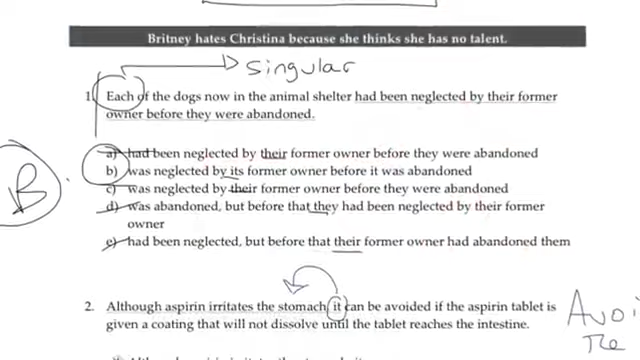 Britney hates Christina because she thinks she has no talent.
singular
1. Each of the dogs now in the animal shelter had been neglected by their former
owner before they were abandoned.
a) had been neglected by their former owner before they were abandoned
b) was neglected by its former owner before it was abandoned
c) was neglected by their former owner before they were abandoned
d) was abandoned, but before that they had been neglected by their former
owner
e) had been neglected, but before that their former owner had abandoned them
B.
2. Although aspirin irritates the stomach, it can be avoided if the aspirin tablet is
given a coating that will not dissolve until the tablet reaches the intestine.
Avoi
The